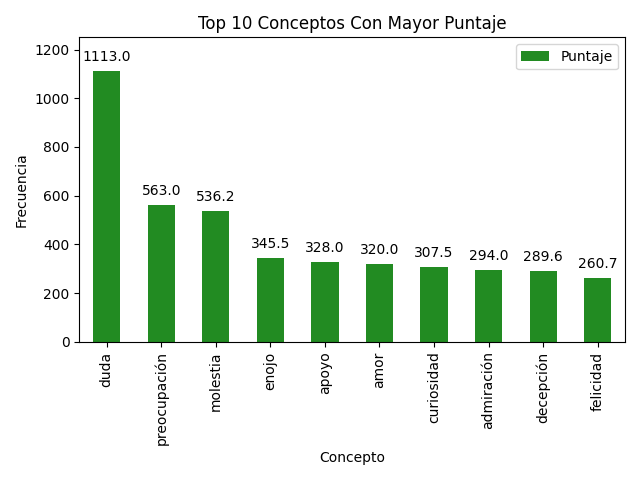 Top 10 Conceptos Con Mayor Puntaje
Puntaje
Frecuencia
1200
1000
800
600
400
200
0
1113.0
563.0
536.2
345.5
328.0
320.0
307.5
294.0
289.6
260.7
duda
preocupación
molestia
enojo
apoyo
amor
curiosidad
admiración
decepción
felicidad
Concepto